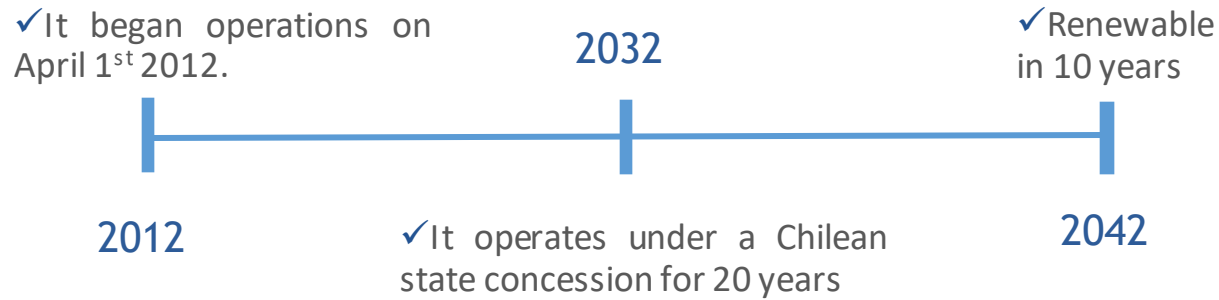 ✓It began operations on
April 1st 2012.
2032
✓Renewable
in 10 years
2012
✓It operates under a Chilean
state concession for 20 years
2042